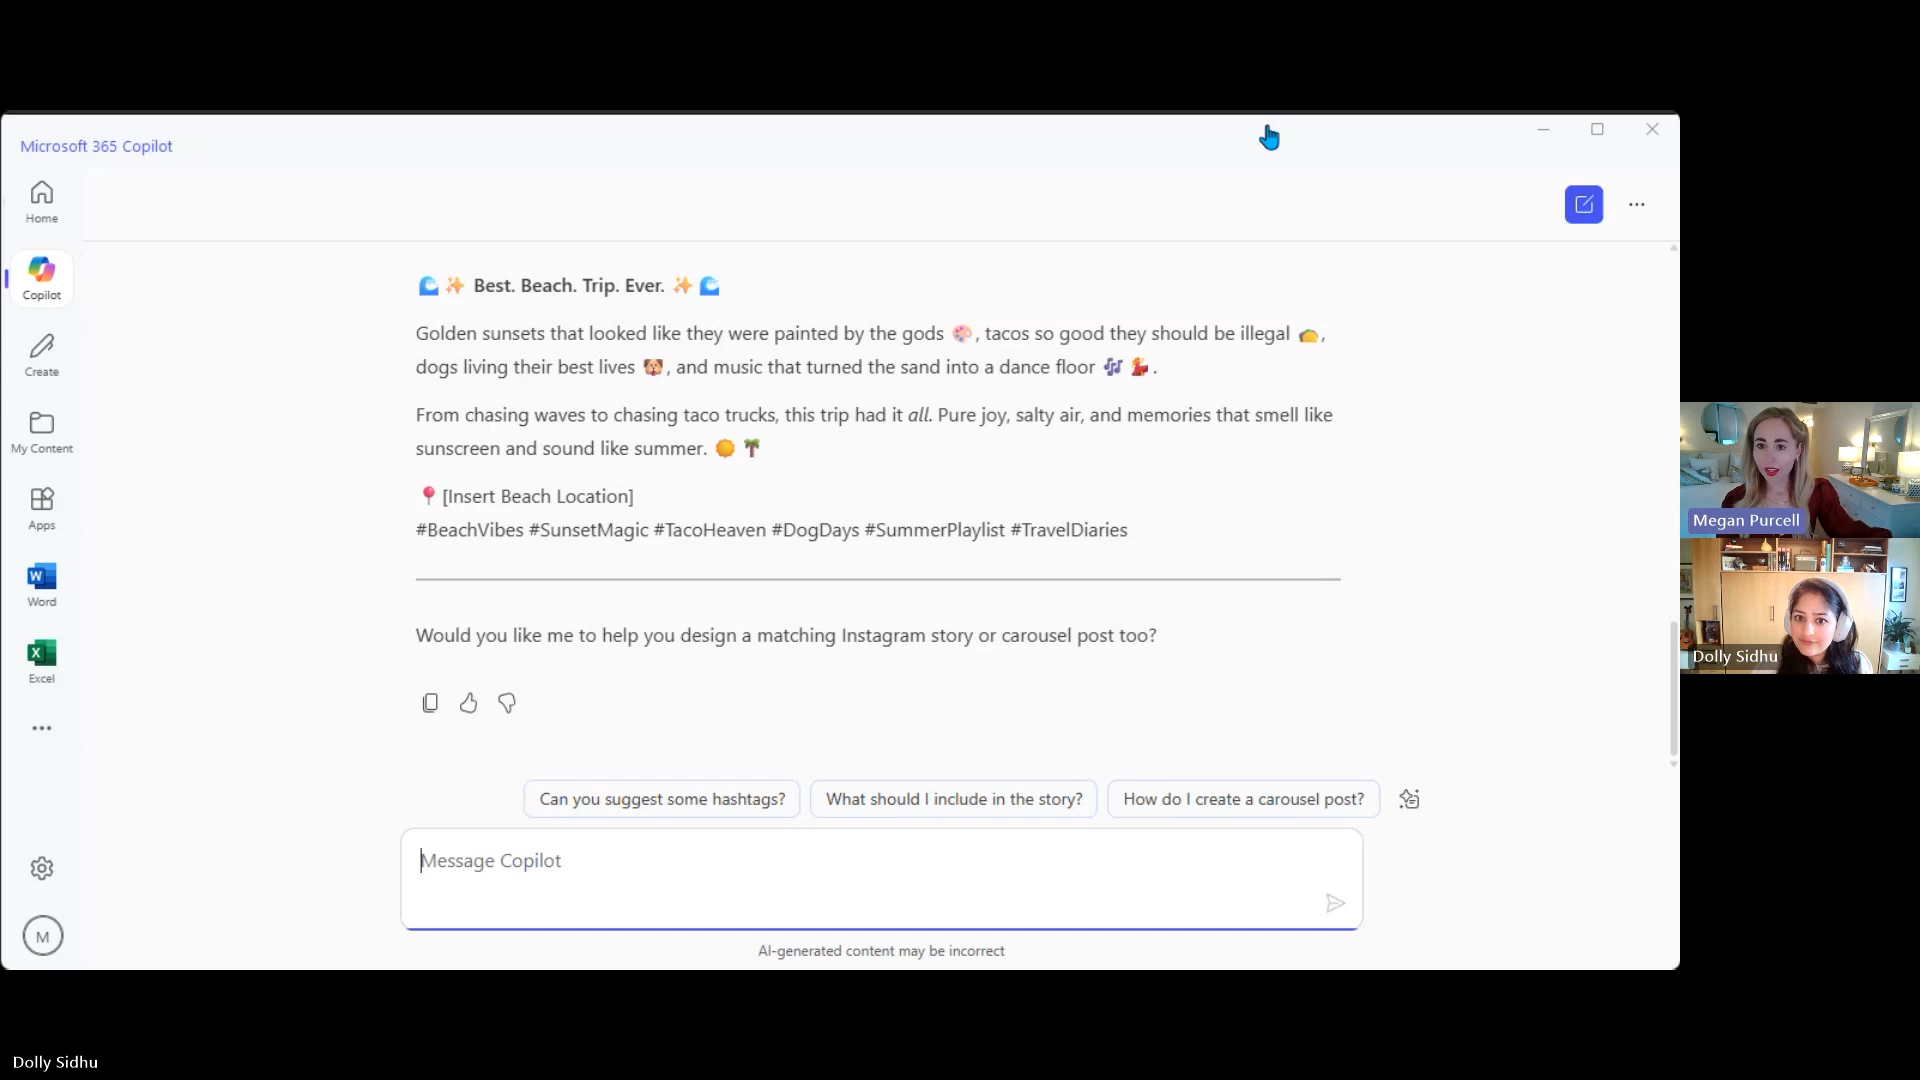 Microsoft 365 Copilot
Home
Copilot
Create
My Content
Apps
Word
Excel
M
🌊✨ Best. Beach. Trip. Ever. ✨🌊
Golden sunsets that looked like they were painted by the gods 🎨, tacos so good they should be illegal 🌮,
dogs living their best lives 🐶, and music that turned the sand into a dance floor 🎶💃.
From chasing waves to chasing taco trucks, this trip had it all. Pure joy, salty air, and memories that smell like
sunscreen and sound like summer. 🌞🌴
📍[Insert Beach Location]
#BeachVibes #SunsetMagic #TacoHeaven #DogDays #SummerPlaylist #TravelDiaries
Would you like me to help you design a matching Instagram story or carousel post too?
Can you suggest some hashtags?
What should I include in the story?
How do I create a carousel post?
Message Copilot
AI-generated content may be incorrect
Megan Purcell
Dolly Sidhu
Dolly Sidhu